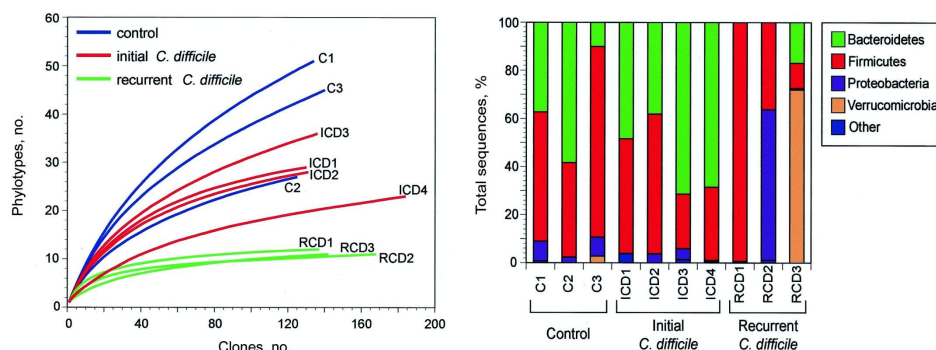 60
50
40
30
20
10
0
Phylotypes, no.
control
initial C. difficile
recurrent C. difficile
C1
C3
ICD3
ICD1
ICD2
C2
ICD4
RCD1
RCD3
RCD2
0 40 80 120 160 200
Clones, no.
100
80
60
40
20
0
Total sequences, %
C1 C2 C3 ICD1 ICD2 ICD3 ICD4 RCD1 RCD2 RCD3
Control
Initial
C. difficile
Recurrent
C. difficile
Bacteroidetes
Firmicutes
Proteobacteria
Verrucomicrobia
Other